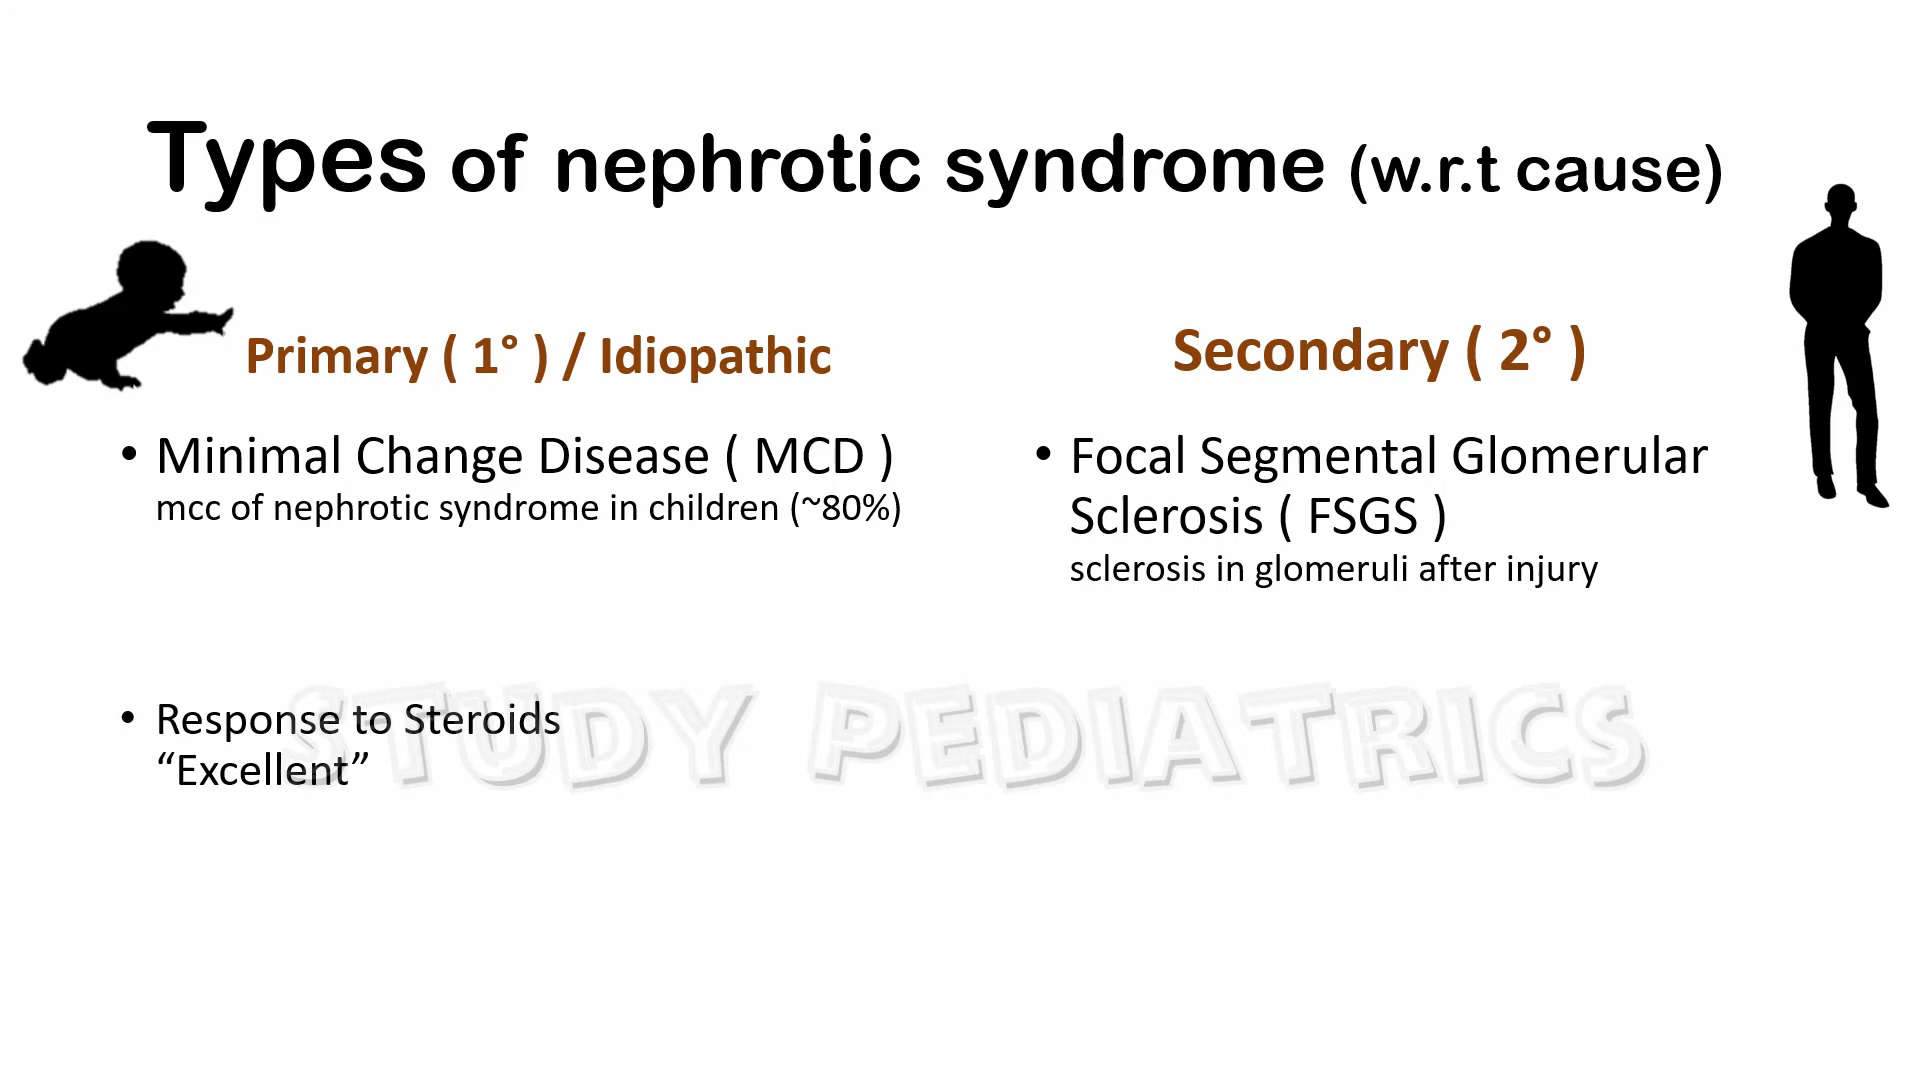 Types of nephrotic syndrome (w.r.t cause)
Primary ( 1° ) / Idiopathic
• Minimal Change Disease ( MCD )
mcc of nephrotic syndrome in children (~80%)
• Response to Steroids
“Excellent”
Secondary ( 2° )
• Focal Segmental Glomerular
Sclerosis ( FSGS )
sclerosis in glomeruli after injury
STUDY PEDIATRICS